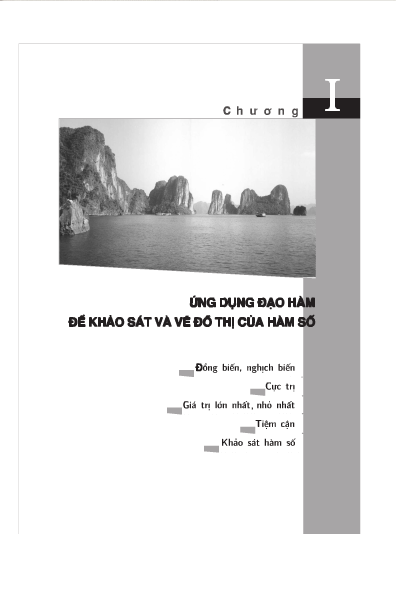 Chương I
ỨNG DỤNG ĐẠO HÀM
ĐỂ KHẢO SÁT VÀ VẼ ĐỒ THỊ CỦA HÀM SỐ
Đồng biến, nghịch biến
Cực trị
Giá trị lớn nhất, nhỏ nhất
Tiệm cận
Khảo sát hàm số